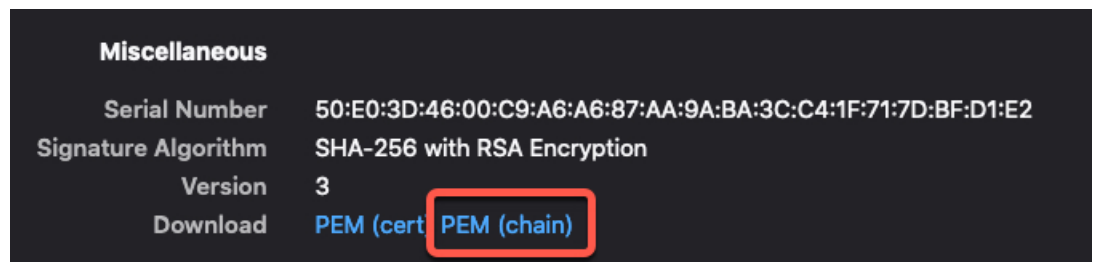 Miscellaneous
Serial Number 50:E0:3D:46:00:C9:A6:A6:87:AA:9A:BA:3C:C4:1F:71:7D:BF:D1:E2
Signature Algorithm SHA-256 with RSA Encryption
Version 3
Download PEM (cert) PEM (chain)